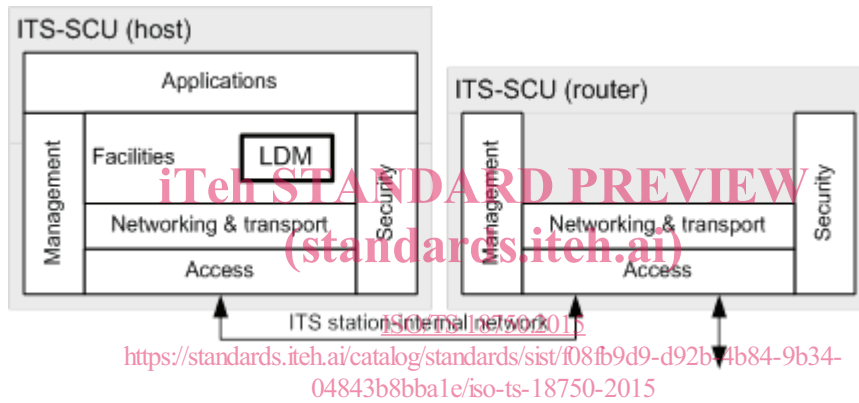 ITS-SCU (host)
Applications
Management
Facilities
LDM
Security
Networking & transport
Access
ITS-SCU (router)
Management
Security
Networking & transport
Access
iTeh STANDARD PREVIEW
(standards.iteh.ai)
ITS station-internal network
ISO/TS 18750:2015
https://standards.iteh.ai/catalog/standards/sist/f08fb9d9-d92b-4b84-9b34-
04843b8bba1e/iso-ts-18750-2015